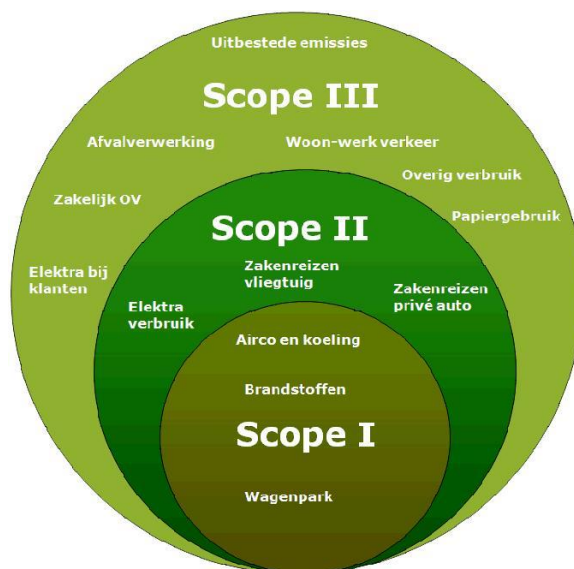 Uitbestede emissies
Scope III
Afvalverwerking
Woon-werk verkeer
Overig verbruik
Zakelijk OV
Papiergebruik
Scope II
Elektra bij
klanten
Zakenreizen
vliegtuig
Zakenreizen
privé auto
Elektra
verbruik
Airco en koeling
Brandstoffen
Scope I
Wagenpark